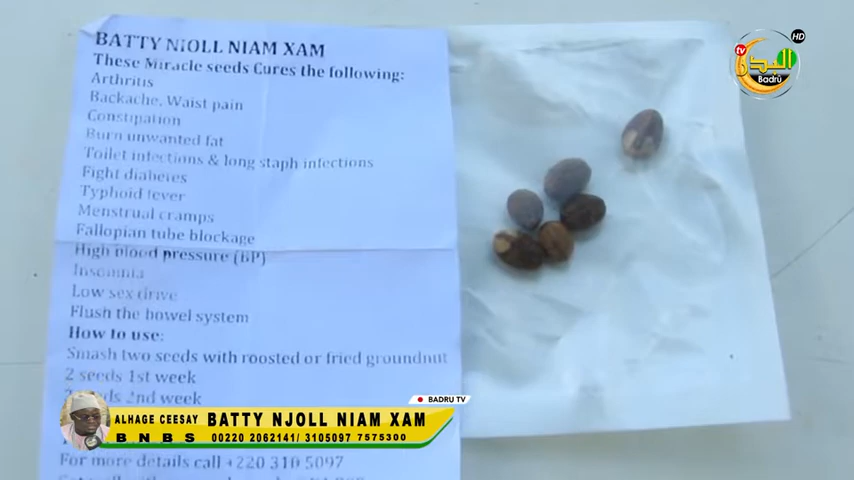 BATTY NJOLL NIAM XAM
These Miracle seeds Cures the following:
Arthritis
Backache, Waist pain
Constipation
Burn unwanted fat
Toilet infections & long staph infections
Fight diabetes
Typhoid fever
Menstrual cramps
Fallopian tube blockage
High blood pressure (BP)
Insomnia
Low sex drive
Flush the bowel system
How to use:
Smash two seeds with roosted or fried groundnut
2 seeds 1st week
2nd week
For more details call +220 310 5097
tv
HD
البدر
Badrū
BADRU TV
ALHAGE CEESAY
BATTY NJOLL NIAM XAM
BNBS
00220 2062141/ 3105097 7575300